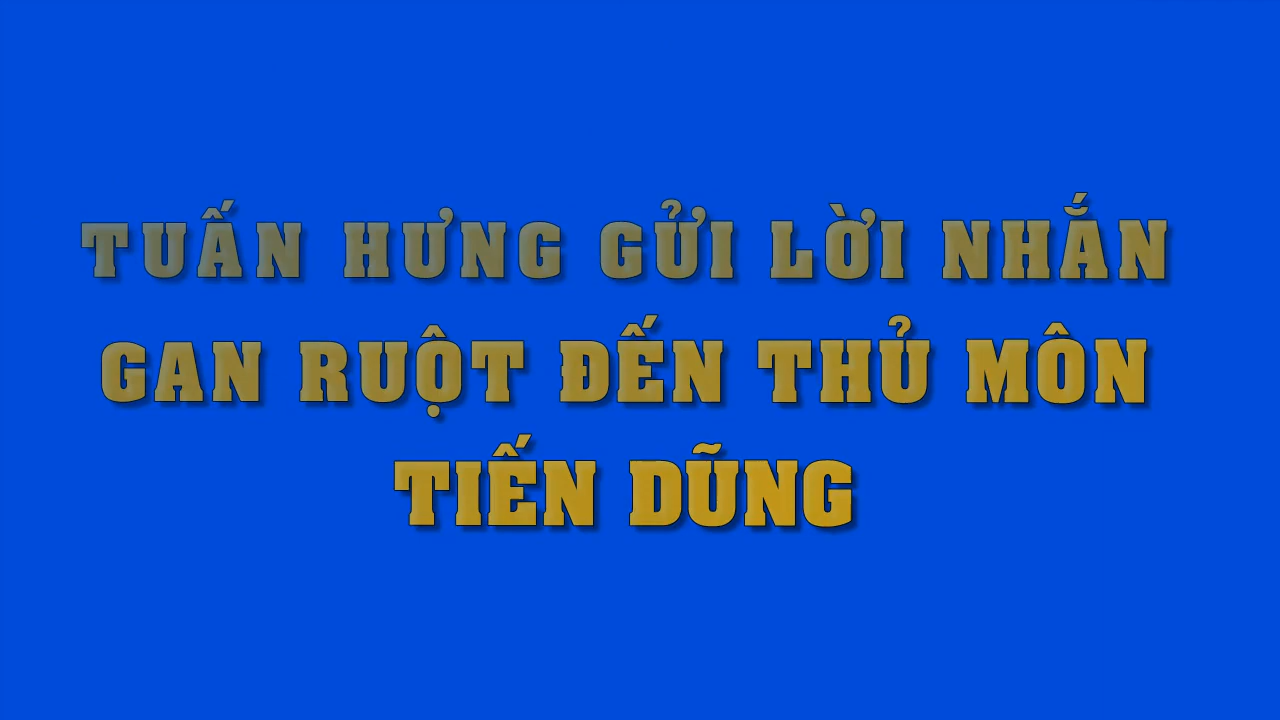 TUẤN HƯNG GỬI LỜI NHẮN
GAN RUỘT ĐẾN THỦ MÔN
TIẾN DŨNG